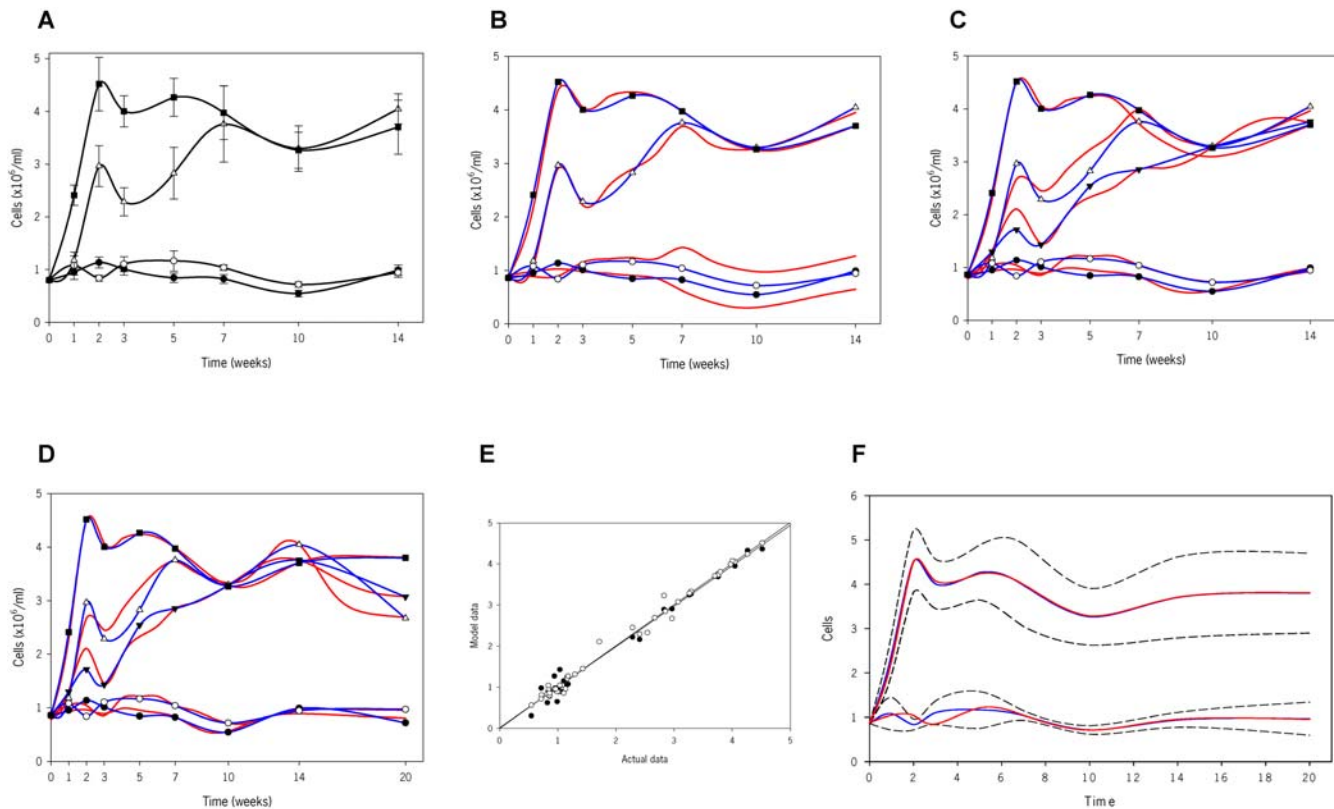 A
B
C
5
4
3
2
1
0
Cells (x10⁶/ml)
0 1 2 3 5 7 10 14
Time (weeks)
5
4
3
2
1
0
Cells (x10⁶/ml)
0 1 2 3 5 7 10 14
Time (weeks)
5
4
3
2
1
0
Cells (x10⁶/ml)
0 1 2 3 5 7 10 14
Time (weeks)
D
E
F
5
4
3
2
1
0
Cells (x10⁶/ml)
0 1 2 3 5 7 10 14 20
Time (weeks)
5
4
3
2
1
0
Model data
0 1 2 3 4 5
Actual data
6
5
4
3
2
1
0
Cells
0 2 4 6 8 10 12 14 16 18 20
Time